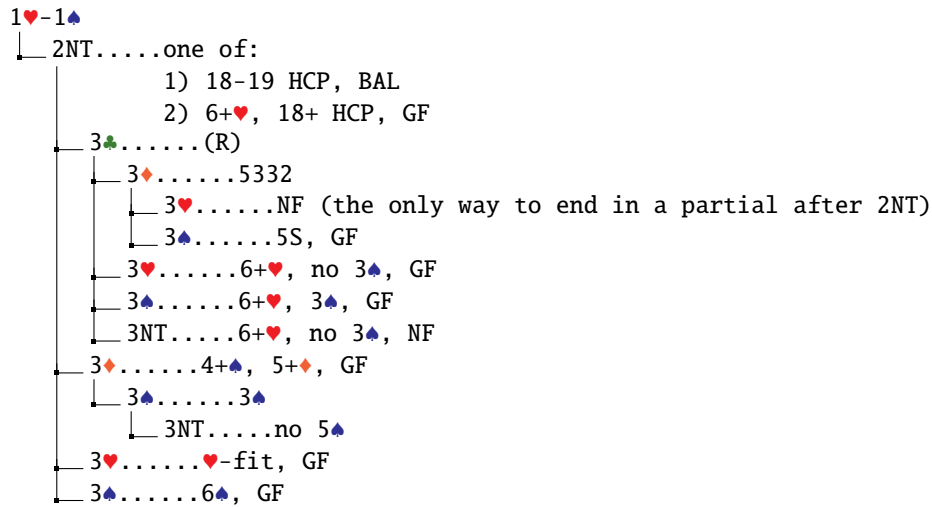 1♥-1♠
2NT.....one of:
1) 18-19 HCP, BAL
2) 6+♥, 18+ HCP, GF
3♣......(R)
3♦......5332
3♥......NF (the only way to end in a partial after 2NT)
3♠......5S, GF
3♥......6+♥, no 3♠, GF
3♠......6+♥, 3♠, GF
3NT.....6+♥, no 3♠, NF
3♦......4+♠, 5+♦, GF
3♠......3♠
3NT.....no 5♠
3♥......♥-fit, GF
3♠......6♠, GF